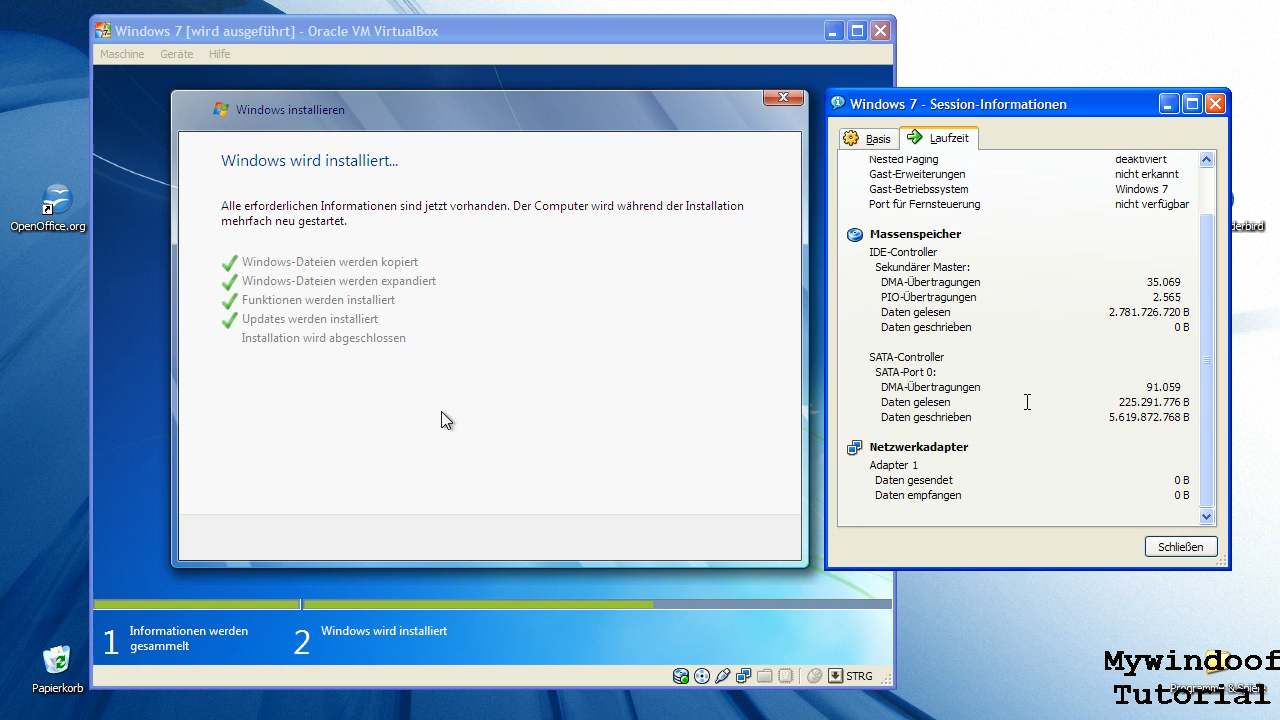 Windows 7 [wird ausgeführt] - Oracle VM VirtualBox
Maschine Geräte Hilfe
Windows installieren
Windows wird installiert...
Alle erforderlichen Informationen sind jetzt vorhanden. Der Computer wird während der Installation
mehrfach neu gestartet.
Windows-Dateien werden kopiert
Windows-Dateien werden expandiert
Funktionen werden installiert
Updates werden installiert
Installation wird abgeschlossen
1 Informationen werden
gesammelt
2 Windows wird installiert
STRG
Windows 7 - Session-Informationen
Basis Laufzeit
Nested Paging deaktiviert
Gast-Erweiterungen nicht erkannt
Gast-Betriebssystem Windows 7
Port für Fernsteuerung nicht verfügbar
Massenspeicher
IDE-Controller
Sekundärer Master:
DMA-Übertragungen 35.069
PIO-Übertragungen 2.565
Daten gelesen 2.781.726.720 B
Daten geschrieben 0 B
SATA-Controller
SATA-Port 0:
DMA-Übertragungen 91.059
Daten gelesen 225.291.776 B
Daten geschrieben 5.619.872.768 B
Netzwerkadapter
Adapter 1
Daten gesendet 0 B
Daten empfangen 0 B
Schließen
OpenOffice.org
Papierkorb
Mywindoof
Tutorial